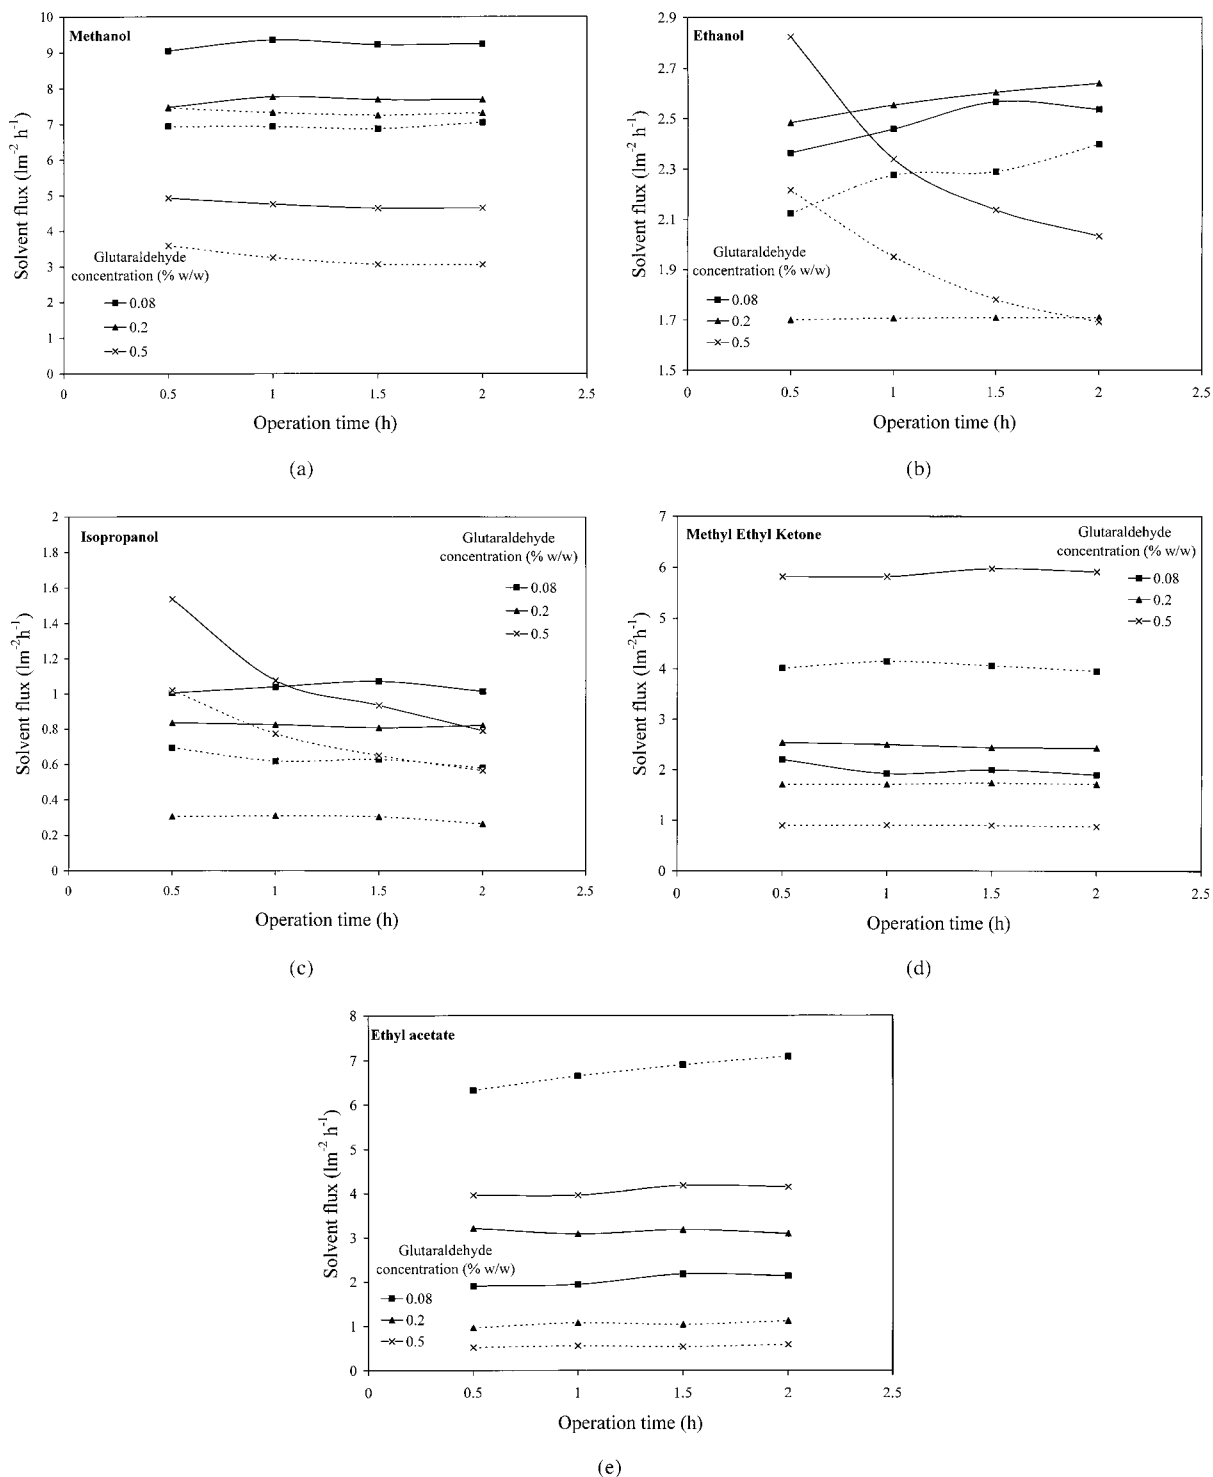 10
9
8
7
6
5
4
3
2
1
0
Methanol
Solvent flux (lm⁻² h⁻¹)
Glutaraldehyde
concentration (% w/w)
0.08
0.2
0.5
0 0.5 1 1.5 2 2.5
Operation time (h)
(a)
2.9
2.7
2.5
2.3
2.1
1.9
1.7
1.5
Ethanol
Solvent flux (lm⁻² h⁻¹)
Glutaraldehyde
concentration (% w/w)
0.08
0.2
0.5
0 0.5 1 1.5 2 2.5
Operation time (h)
(b)
2
1.8
1.6
1.4
1.2
1
0.8
0.6
0.4
0.2
0
Isopropanol
Solvent flux (lm⁻²h⁻¹)
Glutaraldehyde
concentration (% w/w)
0.08
0.2
0.5
0 0.5 1 1.5 2 2.5
Operation time (h)
(c)
7
6
5
4
3
2
1
0
Methyl Ethyl Ketone
Solvent flux (lm⁻²h⁻¹)
Glutaraldehyde
concentration (% w/w)
0.08
0.2
0.5
0 0.5 1 1.5 2 2.5
Operation time (h)
(d)
8
7
6
5
4
3
2
1
0
Ethyl acetate
Solvent flux (lm⁻² h⁻¹)
Glutaraldehyde
concentration (% w/w)
0.08
0.2
0.5
0 0.5 1 1.5 2 2.5
Operation time (h)
(e)